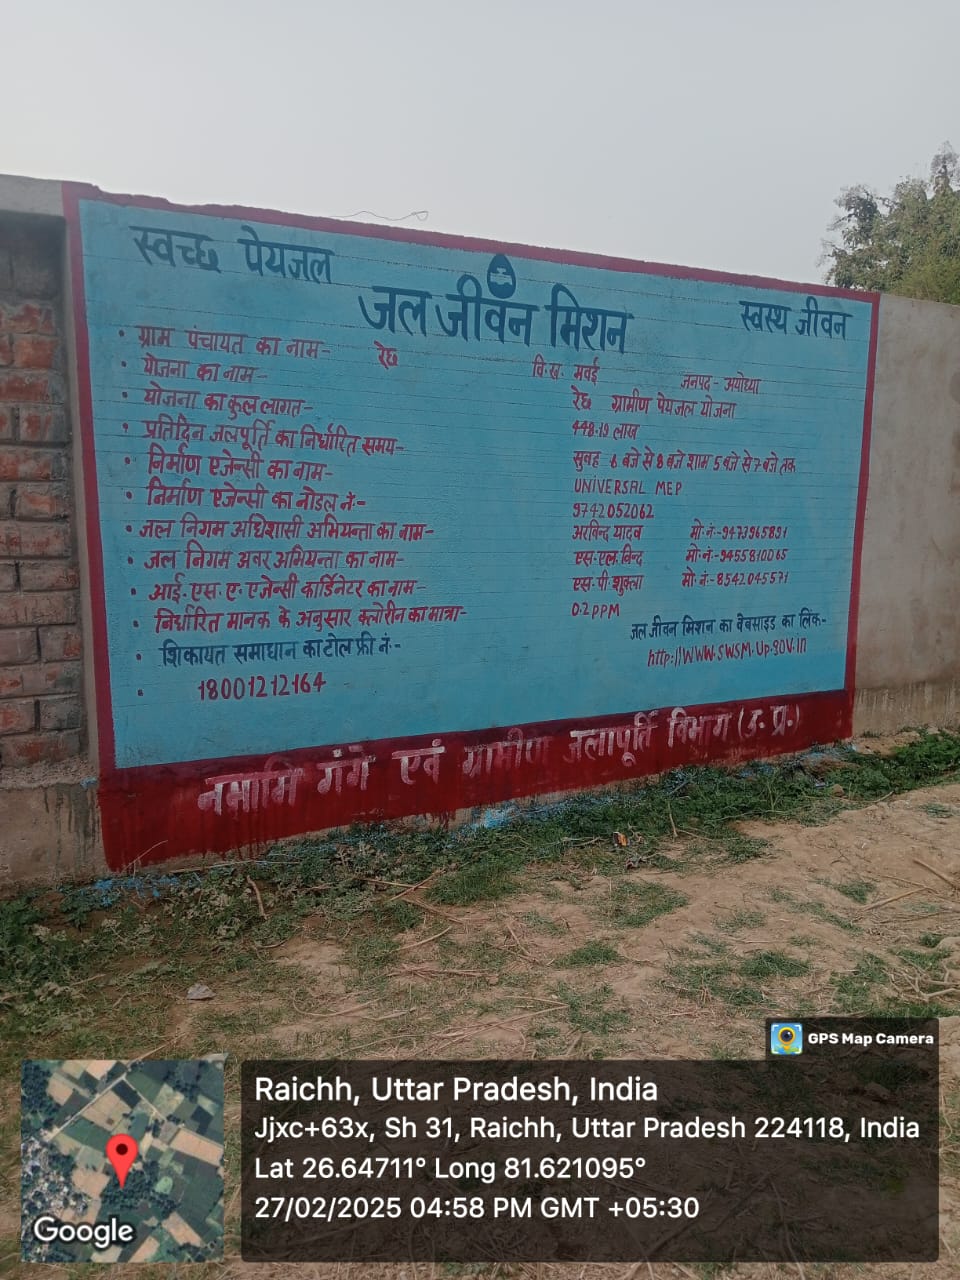 स्वच्छ पेयजल
जल जीवन मिशन
स्वस्थ जीवन
• ग्राम पंचायत का नाम- रेछ वि॰ख॰ मवई जनपद - अयोध्या
• योजना का नाम- रेछ ग्रामीण पेयजल योजना
• योजना का कुल लागत- 448.19 लाख
• प्रतिदिन जलपूर्ति का निर्धारित समय- सुवह 6 बजे से 8 बजे शाम 5 बजे से 7 बजे तक
• निर्माण एजेन्सी का नाम- UNIVERSAL MEP
• निर्माण एजेन्सी का नोडल नं॰- 9742052062
• जल निगम अधिशासी अभियन्ता का नाम- अरविन्द यादव मो॰नं॰-9473965891
• जल निगम अवर अभियन्ता का नाम- एस॰एल॰विन्द मो॰नं॰-9455810065
• आई॰एस॰ए॰ एजेन्सी कार्डिनेटर का नाम- एस॰पी॰शुक्ला मो॰नं॰-8542045571
• निर्धारित मानक के अनुसार क्लोरीन का मात्रा- 0.2 PPM
• शिकायत समाधान का टोल फ्री नं॰-
• 18001212164
जल जीवन मिशन का वेबसाइड का लिंक-
http://WWW.SWSM.Up.gov.in
नमामि गंगे एवं ग्रामीण जलापूर्ति विभाग (उ॰ प्र॰)
GPS Map Camera
Raichh, Uttar Pradesh, India
Jjxc+63x, Sh 31, Raichh, Uttar Pradesh 224118, India
Lat 26.64711° Long 81.621095°
27/02/2025 04:58 PM GMT +05:30
Google